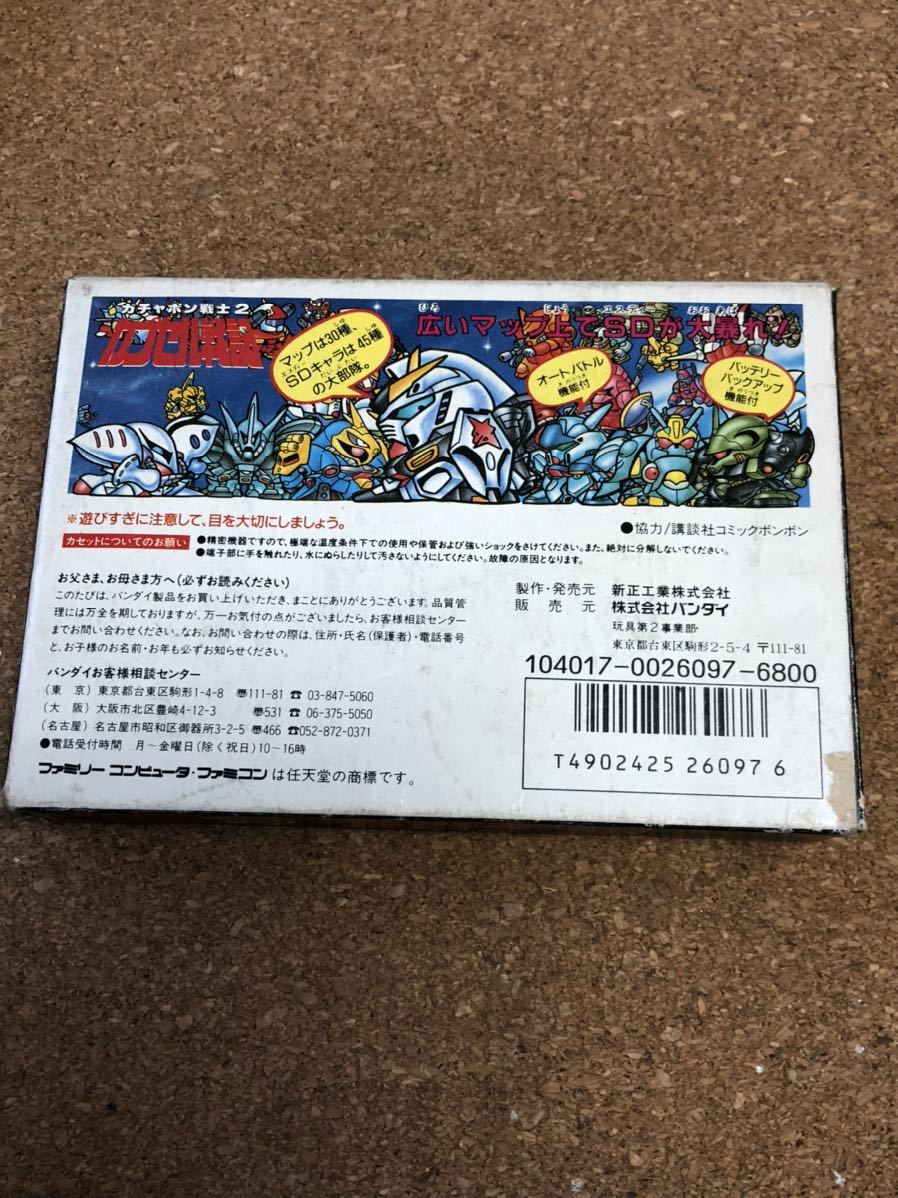 ガチャポン戦士2
カプセル戦記
マップは30種、
SDキャラは45種
の大部隊。
広いマップ上でSDが大暴れ!
オートバトル
機能付
バッテリー
バックアップ
機能付
※遊びすぎに注意して、目を大切にしましょう。
●協力/講談社コミックボンボン
カセットについてのお願い
●精密機器ですので、極端な温度条件下での使用や保管および強いショックをさけてください。また、絶対に分解しないでください。
●端子部に手を触れたり、水にぬらしたりして汚さないようにしてください。故障の原因となります。
お父さま、お母さま方へ(必ずお読みください)
このたびは、バンダイ製品をお買い上げいただき、まことにありがとうございます。品質管
理には万全を期しておりますが、万一お気付の点がございましたら、お客様相談センター
までお問い合わせください。なお、お問い合わせの際は、住所・氏名(保護者)・電話番号
と、お子様のお名前・お年も必ずお知らせください。
バンダイお客様相談センター
(東 京) 東京都台東区駒形1-4-8 〠111-81 ☎ 03-847-5060
(大 阪) 大阪市北区豊崎4-12-3 〠531 ☎ 06-375-5050
(名古屋) 名古屋市昭和区御器所3-2-5 〠466 ☎052-872-0371
●電話受付時間 月~金曜日(除く祝日)10~16時
ファミリー コンピュータ・ファミコン は任天堂の商標です。
製作・発売元 新正工業株式会社
販 売 元 株式会社バンダイ
玩具第2事業部
東京都台東区駒形2-5-4 〒111-81
104017-0026097-6800
T4902425 26097 6